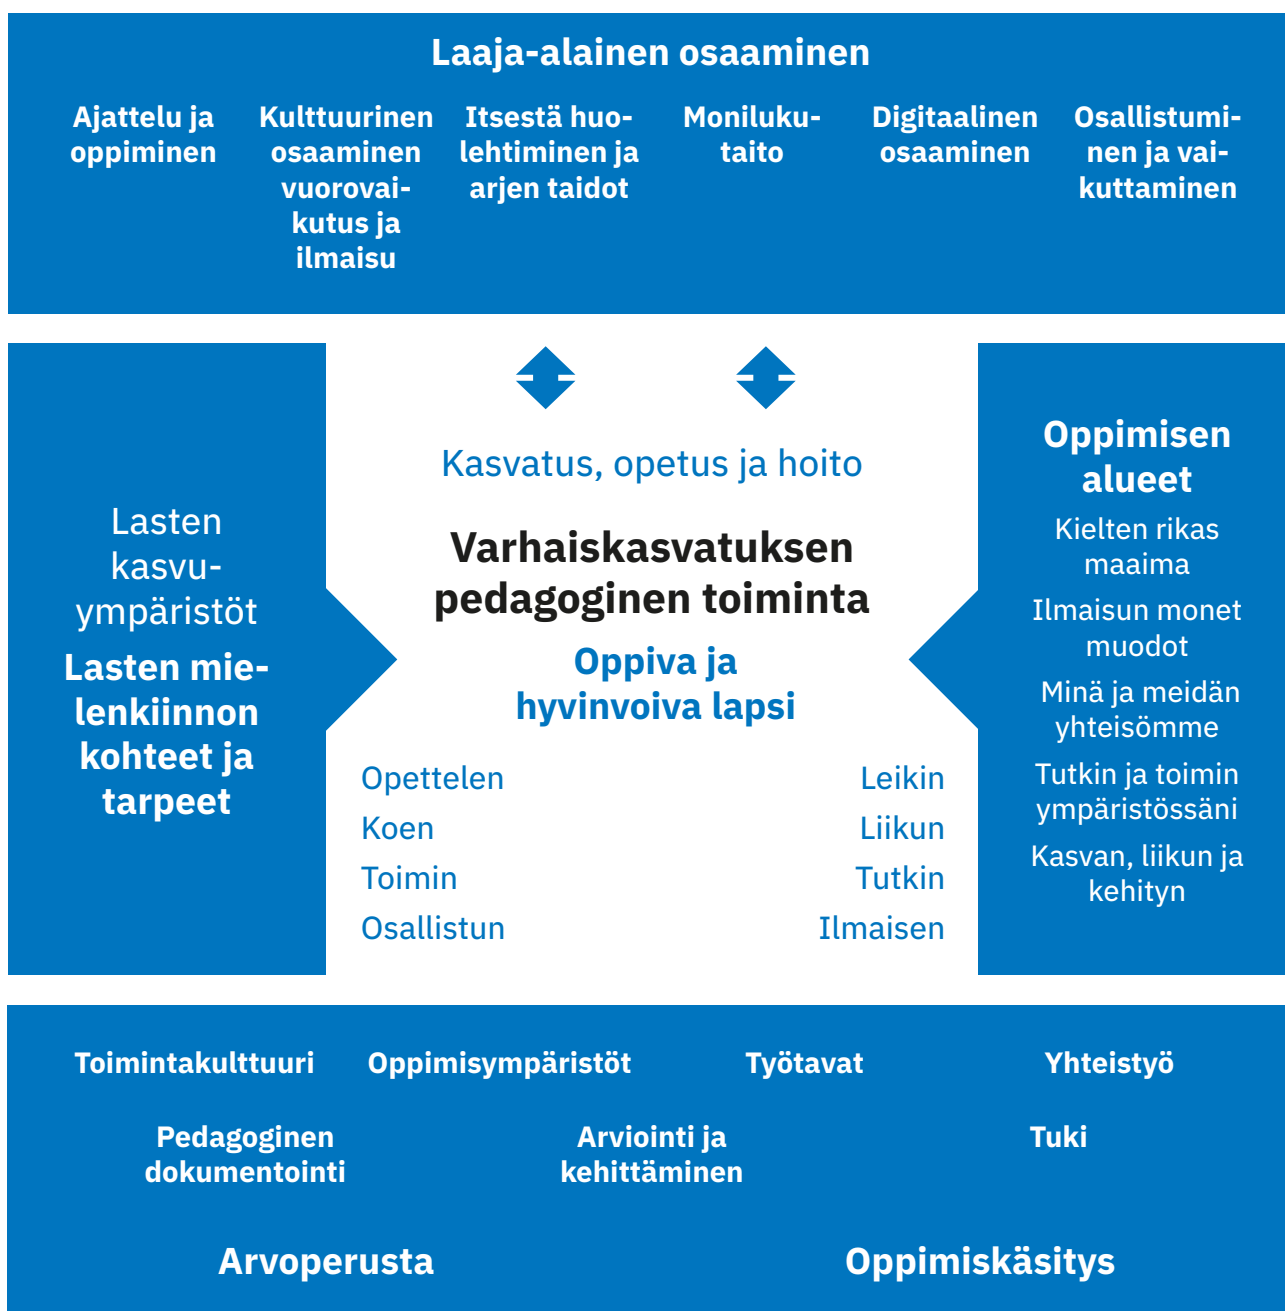 Laaja-alainen osaaminen
Ajattelu ja
oppiminen
Kulttuurinen
osaaminen
vuorovai-
kutus ja
ilmaisu
Itsestä huo-
lehtiminen ja
arjen taidot
Moniluku-
taito
Digitaalinen
osaaminen
Osallistumi-
nen ja vai-
kuttaminen
Lasten
kasvu-
ympäristöt
Lasten mie-
lenkiinnon
kohteet ja
tarpeet
Kasvatus, opetus ja hoito
Varhaiskasvatuksen
pedagoginen toiminta
Oppiva ja
hyvinvoiva lapsi
Opettelen
Koen
Toimin
Osallistun
Leikin
Liikun
Tutkin
Ilmaisen
Oppimisen
alueet
Kielten rikas
maaima
Ilmaisun monet
muodot
Minä ja meidän
yhteisömme
Tutkin ja toimin
ympäristössäni
Kasvan, liikun ja
kehityn
Toimintakulttuuri
Oppimisympäristöt
Työtavat
Yhteistyö
Pedagoginen
dokumentointi
Arviointi ja
kehittäminen
Tuki
Arvoperusta
Oppimiskäsitys